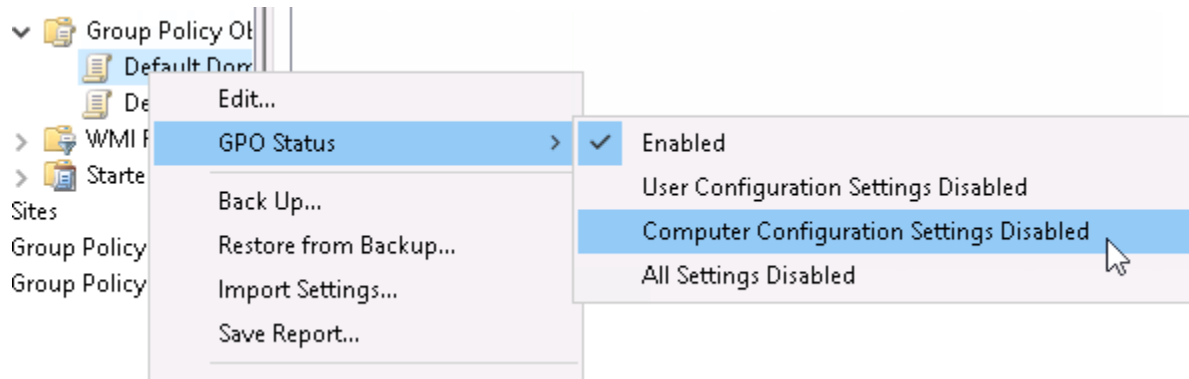 Group Policy Ob
Default Dom
De
WMI F
Starte
Sites
Group Policy
Group Policy
Edit...
GPO Status
Back Up...
Restore from Backup...
Import Settings...
Save Report...
Enabled
User Configuration Settings Disabled
Computer Configuration Settings Disabled
All Settings Disabled